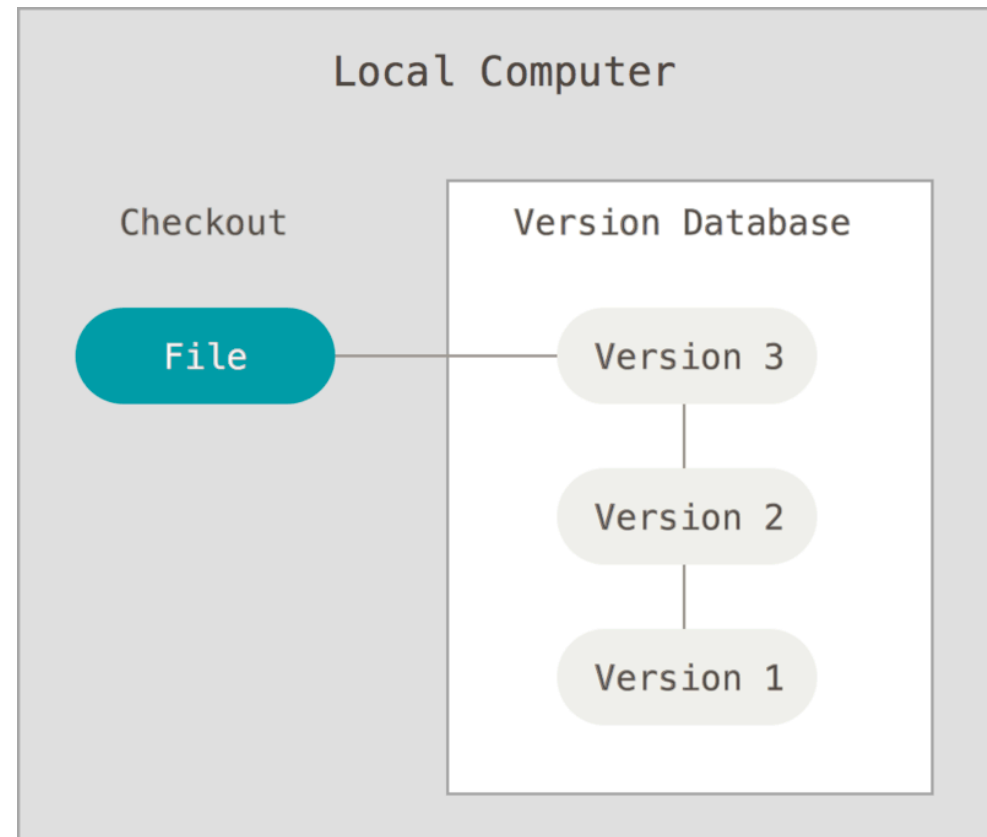 Local Computer
Checkout
Version Database
File
Version 3
Version 2
Version 1